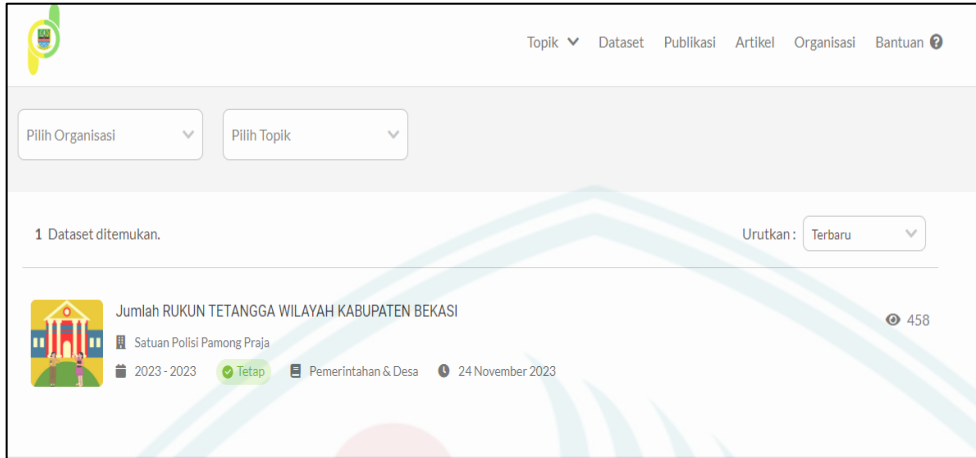 Topik Dataset Publikasi Artikel Organisasi Bantuan ?
Pilih Organisasi Pilih Topik
1 Dataset ditemukan. Urutkan : Terbaru
Jumlah RUKUN TETANGGA WILAYAH KABUPATEN BEKASI 458
Satuan Polisi Pamong Praja
2023 - 2023 Tetap Pemerintahan & Desa 24 November 2023